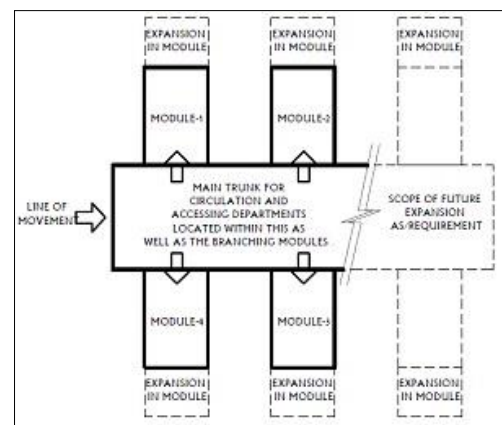 EXPANSION
IN MODULE
EXPANSION
IN MODULE
EXPANSION
IN MODULE
MODULE-1
MODULE-2
LINE OF
MOVEMENT
MAIN TRUNK FOR
CIRCULATION AND
ACCESSING DEPARTMENTS
LOCATED WITHIN THIS AS
WELL AS THE BRANCHING MODULES
SCOPE OF FUTURE
EXPANSION
AS/REQUIREMENT
MODULE-4
MODULE-3
EXPANSION
IN MODULE
EXPANSION
IN MODULE
EXPANSION
IN MODULE